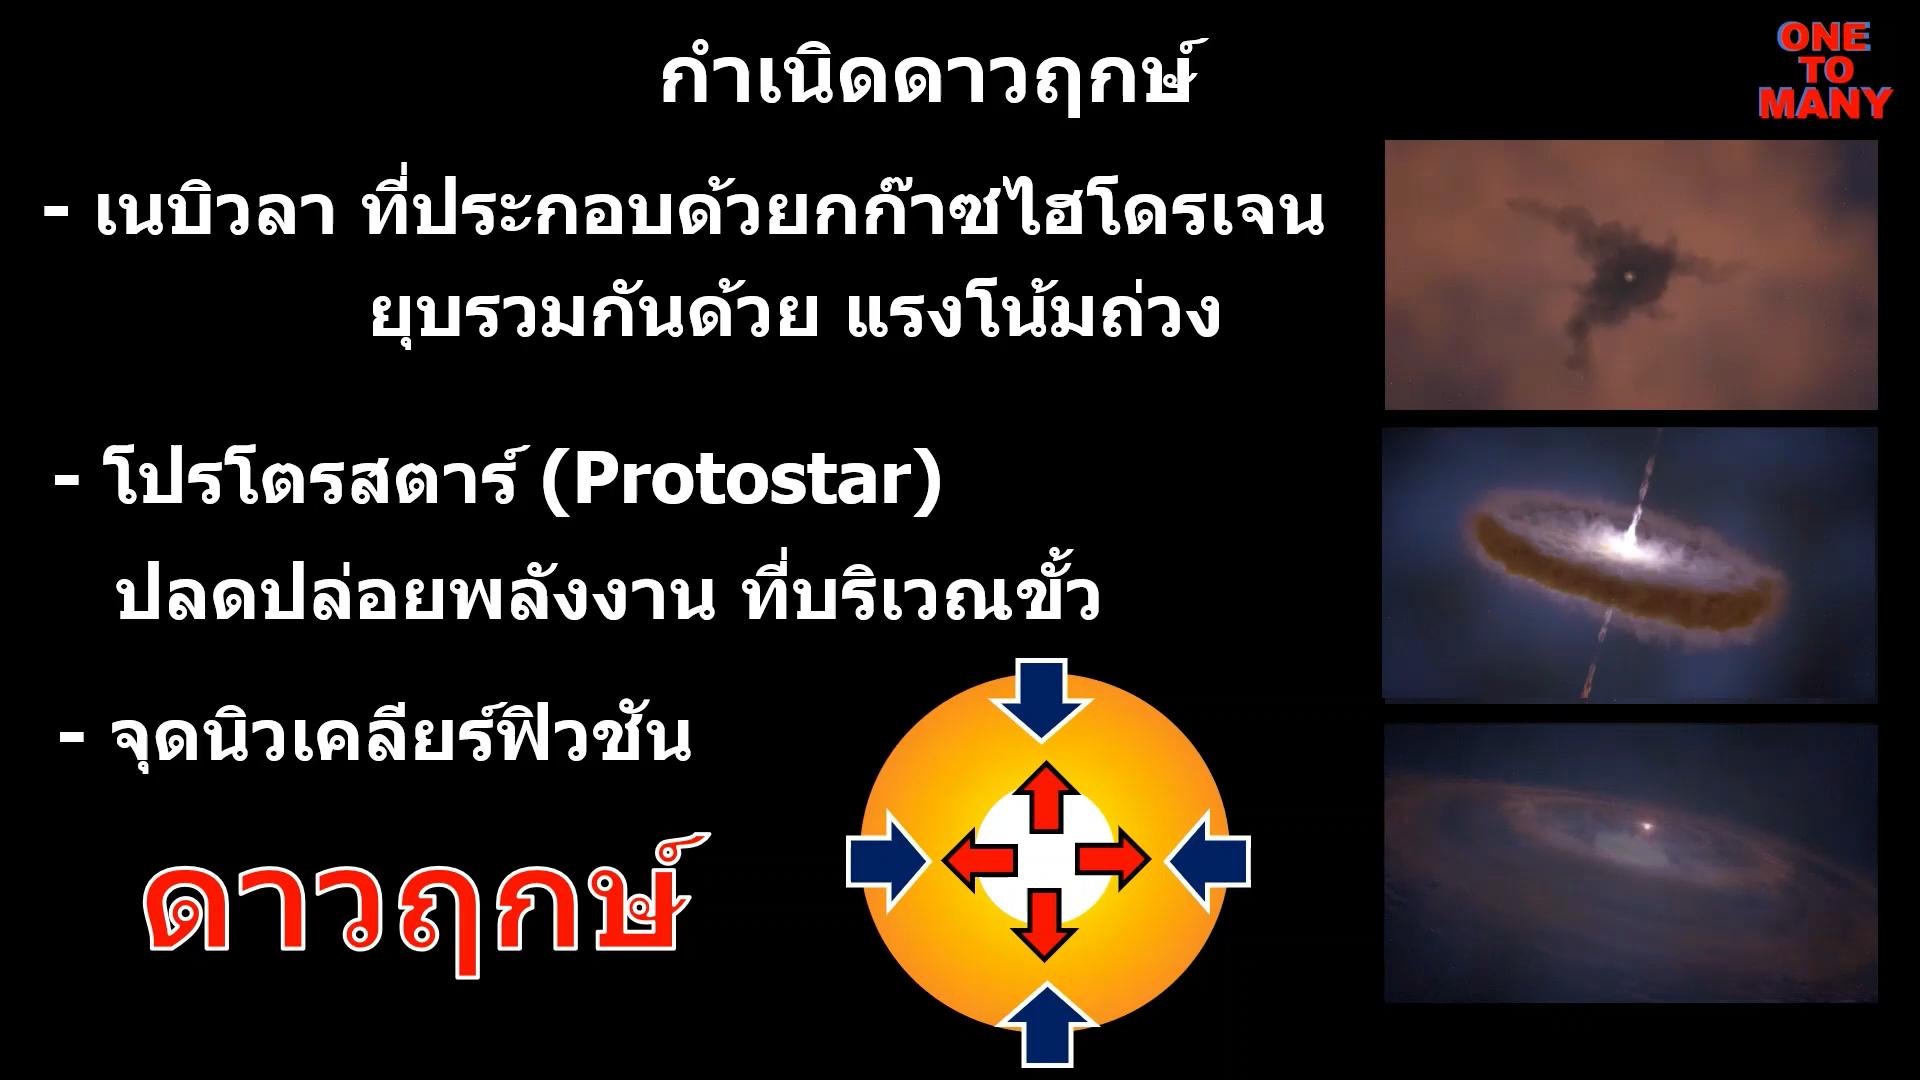 กำเนิดดาวฤกษ์
ONE
TO
MANY
- เนบิวลา ที่ประกอบด้วยกก๊าซไฮโดรเจน
ยุบรวมกันด้วย แรงโน้มถ่วง
- โปรโตรสตาร์ (Protostar)
ปลดปล่อยพลังงาน ที่บริเวณขั้ว
- จุดนิวเคลียร์ฟิวชัน
ดาวฤกษ์